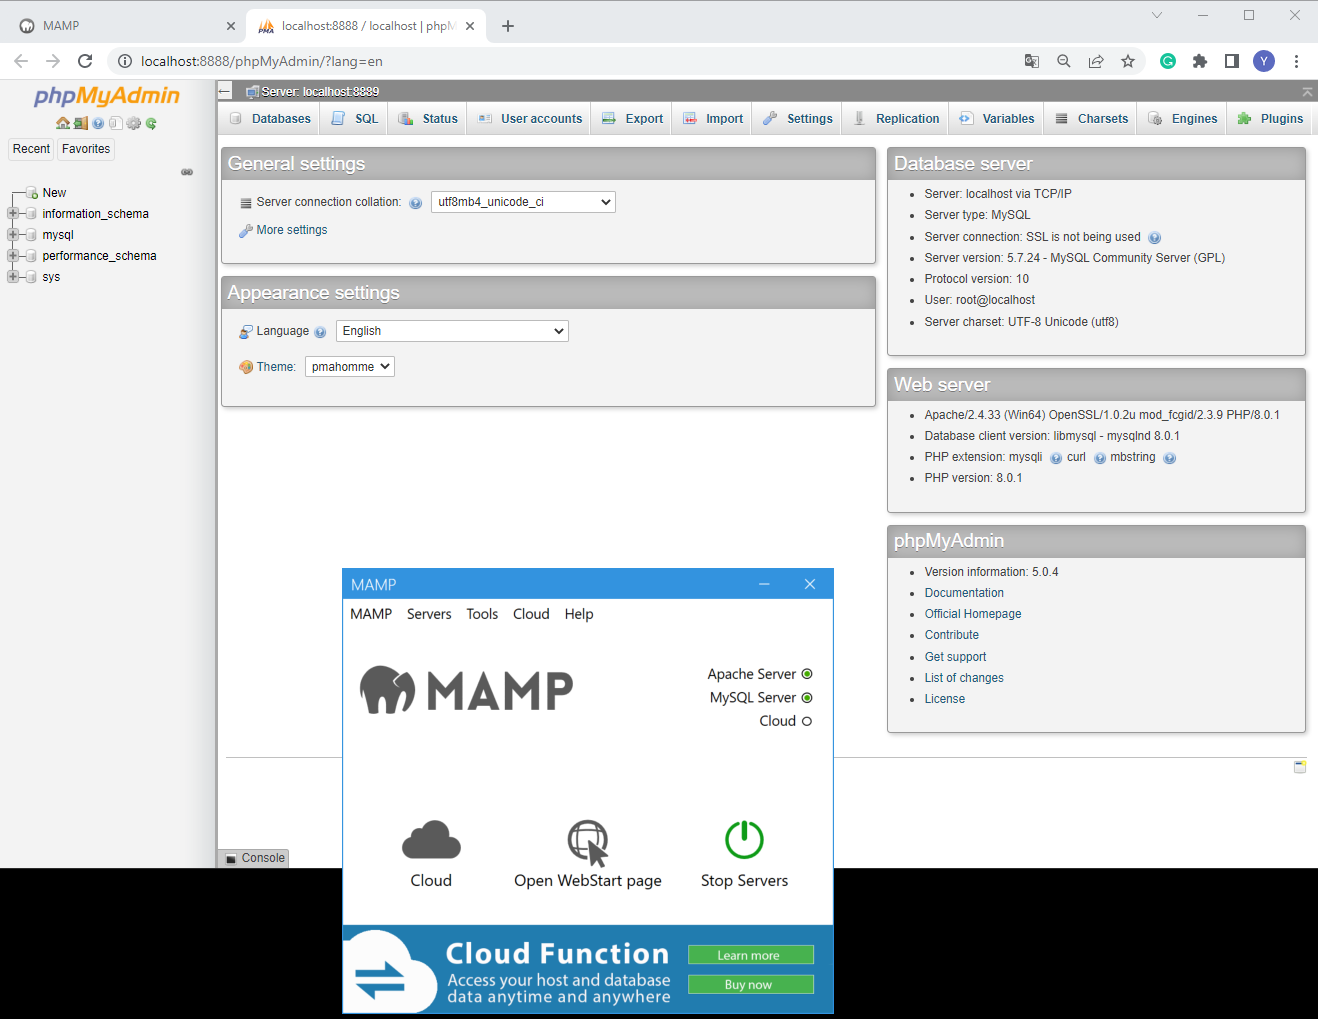 MAMP
localhost:8888 / localhost | phpM
localhost:8888/phpMyAdmin/?lang=en
Y
phpMyAdmin
Recent
Favorites
New
information_schema
mysql
performance_schema
sys
Server: localhost:8889
Databases
SQL
Status
User accounts
Export
Import
Settings
Replication
Variables
Charsets
Engines
Plugins
General settings
Server connection collation:
utf8mb4_unicode_ci
More settings
Appearance settings
Language
English
Theme:
pmahomme
Database server
Server: localhost via TCP/IP
Server type: MySQL
Server connection: SSL is not being used
Server version: 5.7.24 - MySQL Community Server (GPL)
Protocol version: 10
User: root@localhost
Server charset: UTF-8 Unicode (utf8)
Web server
Apache/2.4.33 (Win64) OpenSSL/1.0.2u mod_fcgid/2.3.9 PHP/8.0.1
Database client version: libmysql - mysqlnd 8.0.1
PHP extension: mysqli curl mbstring
PHP version: 8.0.1
phpMyAdmin
Version information: 5.0.4
Documentation
Official Homepage
Contribute
Get support
List of changes
License
Console
MAMP
MAMP Servers Tools Cloud Help
MAMP
Apache Server
MySQL Server
Cloud
Cloud
Open WebStart page
Stop Servers
Cloud Function
Access your host and database
data anytime and anywhere
Learn more
Buy now